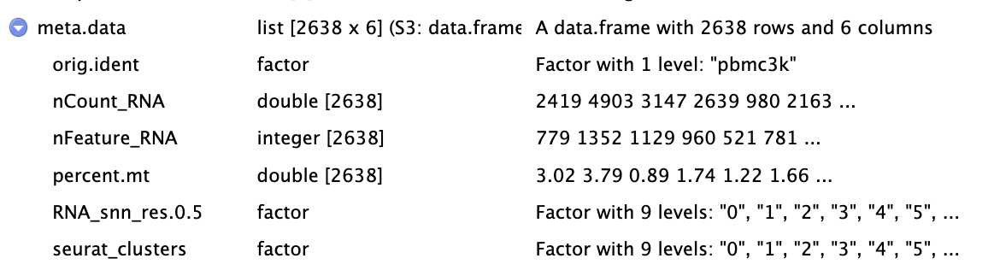 meta.data list [2638 x 6] (S3: data.frame A data.frame with 2638 rows and 6 columns
orig.ident factor Factor with 1 level: "pbmc3k"
nCount_RNA double [2638] 2419 4903 3147 2639 980 2163 ...
nFeature_RNA integer [2638] 779 1352 1129 960 521 781 ...
percent.mt double [2638] 3.02 3.79 0.89 1.74 1.22 1.66 ...
RNA_snn_res.0.5 factor Factor with 9 levels: "0", "1", "2", "3", "4", "5", ...
seurat_clusters factor Factor with 9 levels: "0", "1", "2", "3", "4", "5", ...